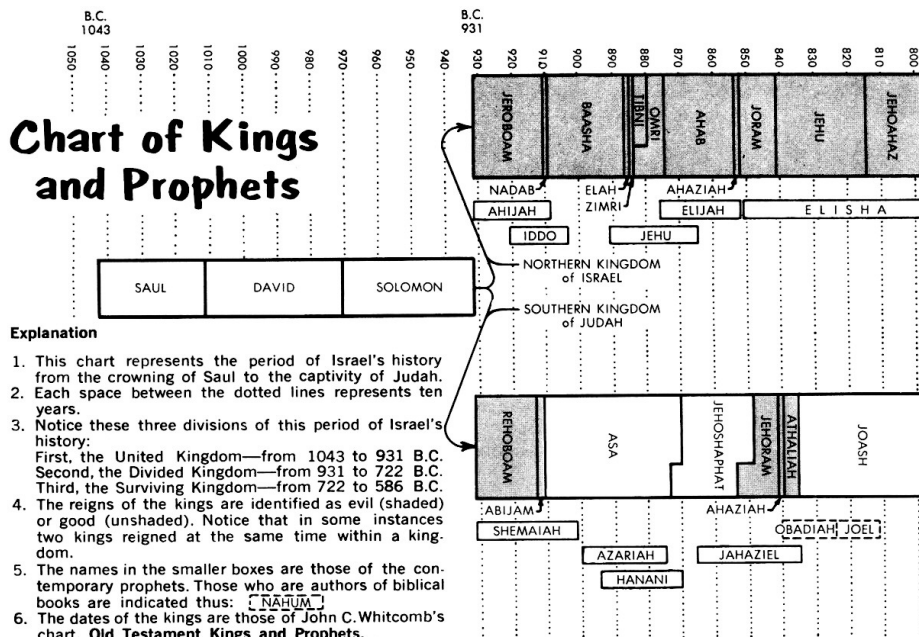 B.C.
1043
B.C.
931
1050 1040 1030 1020 1010 1000 990 980 970 960 950 940 930 920 910 900 890 880 870 860 850 840 830 820 810 800
Chart of Kings
and Prophets
JEROBOAM BAASHA TIBNI OMRI AHAB JORAM JEHU JEHOAHAZ
NADAB ELAH AHAZIAH
ZIMRI
AHIJAH ELIJAH ELISHA
IDDO JEHU
NORTHERN KINGDOM
of ISRAEL
SAUL DAVID SOLOMON
SOUTHERN KINGDOM
of JUDAH
Explanation
1. This chart represents the period of Israel's history
from the crowning of Saul to the captivity of Judah.
2. Each space between the dotted lines represents ten
years.
3. Notice these three divisions of this period of Israel's
history:
First, the United Kingdom—from 1043 to 931 B.C.
Second, the Divided Kingdom—from 931 to 722 B.C.
Third, the Surviving Kingdom—from 722 to 586 B.C.
4. The reigns of the kings are identified as evil (shaded)
or good (unshaded). Notice that in some instances
two kings reigned at the same time within a king-
dom.
5. The names in the smaller boxes are those of the con-
temporary prophets. Those who are authors of biblical
books are indicated thus: NAHUM
6. The dates of the kings are those of John C. Whitcomb's
chart, Old Testament Kings and Prophets.
REHOBOAM ASA JEHOSHAPHAT JEHORAM ATHALIAH JOASH
ABIJAM AHAZIAH
SHEMAIAH OBADIAH JOEL
AZARIAH JAHAZIEL
HANANI